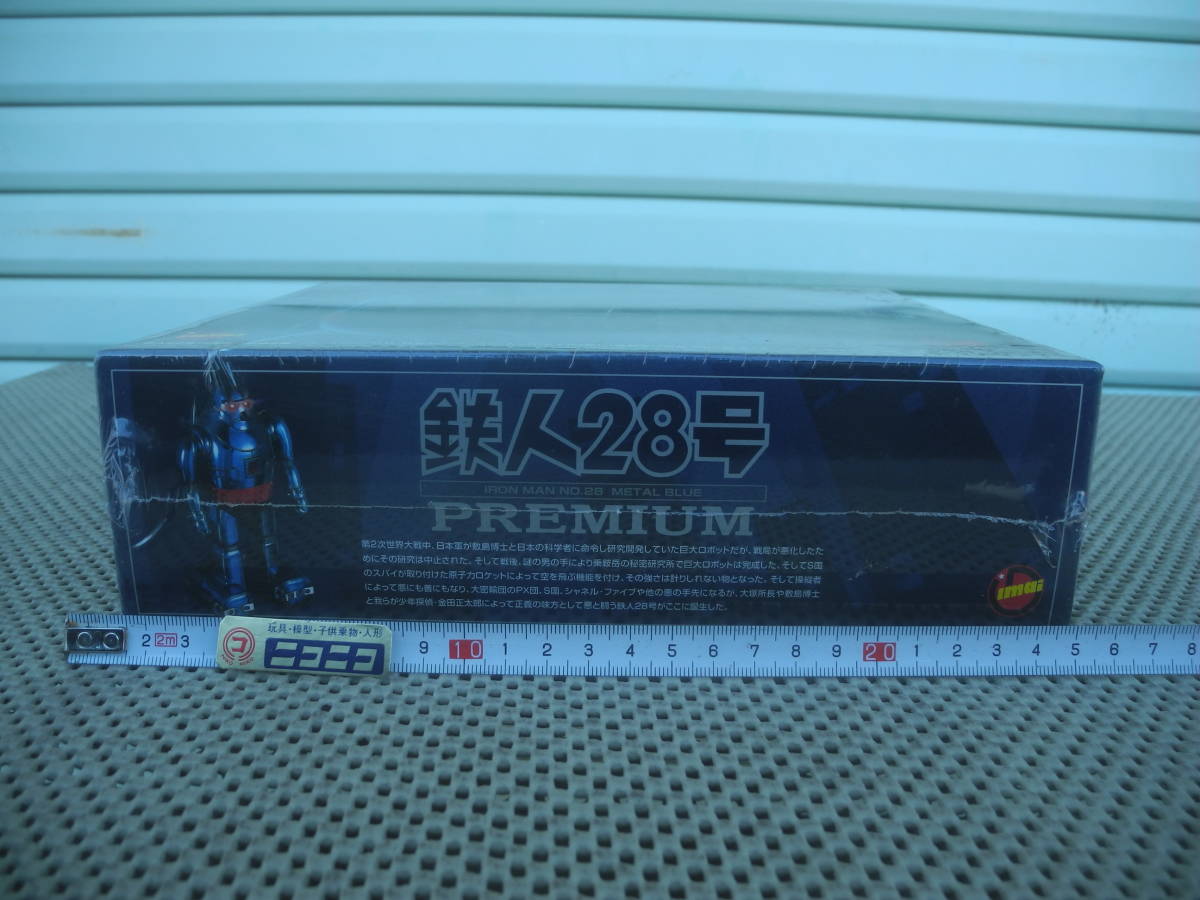 鉄人28号
IRON MAN NO.28 METAL BLUE
PREMIUM
第2次世界大戦中、日本軍が敷島博士と日本の科学者に命令し研究開発していた巨大ロボットだが、戦局が悪化したた
めにその研究は中止された。そして戦後、謎の男の手により乗鞍岳の秘密研究所で巨大ロボットは完成した。そしてS国
のスパイが取り付けた原子力ロケットによって空を飛ぶ機能を付け、その強さは計りしれない物となった。そして操縦者
によって悪にも善にもなり、大密輸団のPX団、S国、シャネル・ファイブや他の悪の手先になるが、大塚所長や敷島博士
と我らが少年探偵・金田正太郎によって正義の味方として悪と闘う鉄人28号がここに誕生した。
imai
玩具・模型・子供乗物・人形
コ
ニコニコ
2 2m 3 9 10 1 2 3 4 5 6 7 8 9 20 1 2 3 4 5 6 7 8